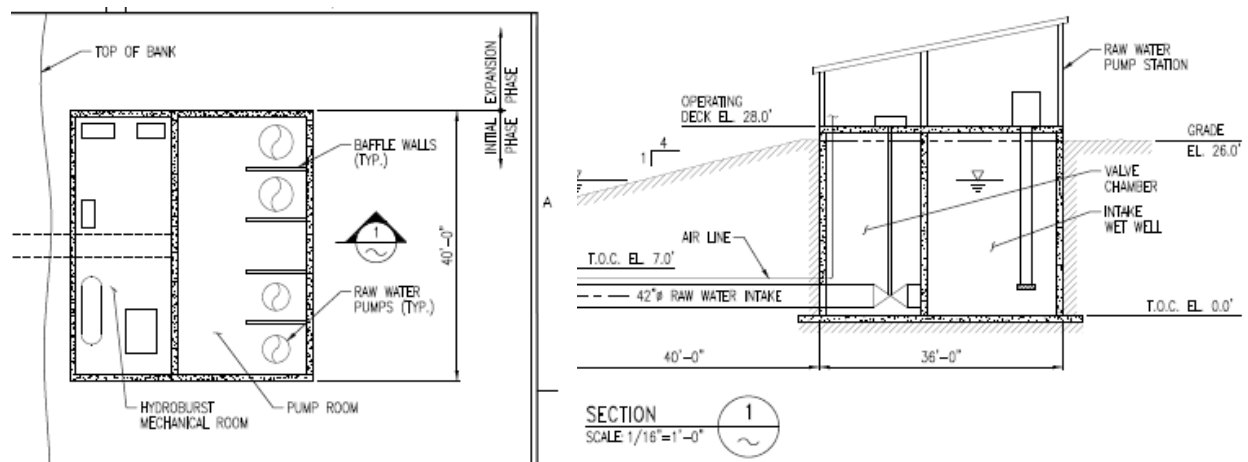 TOP OF BANK
EXPANSION
PHASE
INITIAL
PHASE
BAFFLE WALLS
(TYP.)
1
~
40'-0"
A
RAW WATER
PUMPS (TYP.)
HYDROBURST
MECHANICAL ROOM
PUMP ROOM
RAW WATER
PUMP STATION
OPERATING
DECK EL. 28.0'
GRADE
EL. 26.0'
4
1
VALVE
CHAMBER
INTAKE
WET WELL
AIR LINE
T.O.C. EL. 7.0'
42"ø RAW WATER INTAKE
T.O.C. EL. 0.0'
40'-0"
36'-0"
SECTION
SCALE: 1/16"=1'-0"
1
~